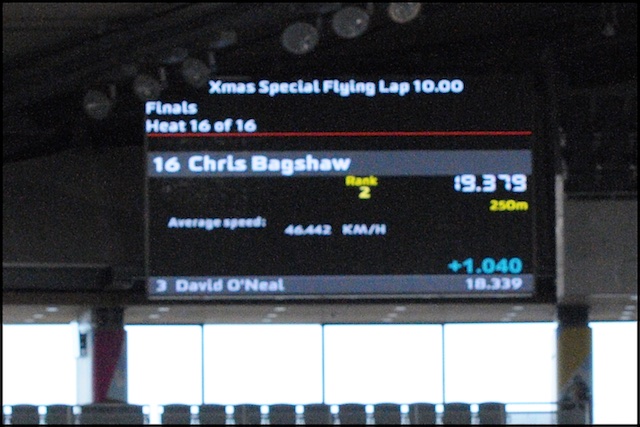 Xmas Special Flying Lap 10.00
Finals
Heat 16 of 16
16 Chris Bagshaw
Rank 19.379
2
250m
Average speed: 46.442 KM/H
+1.040
3 David O'Neal 18.339